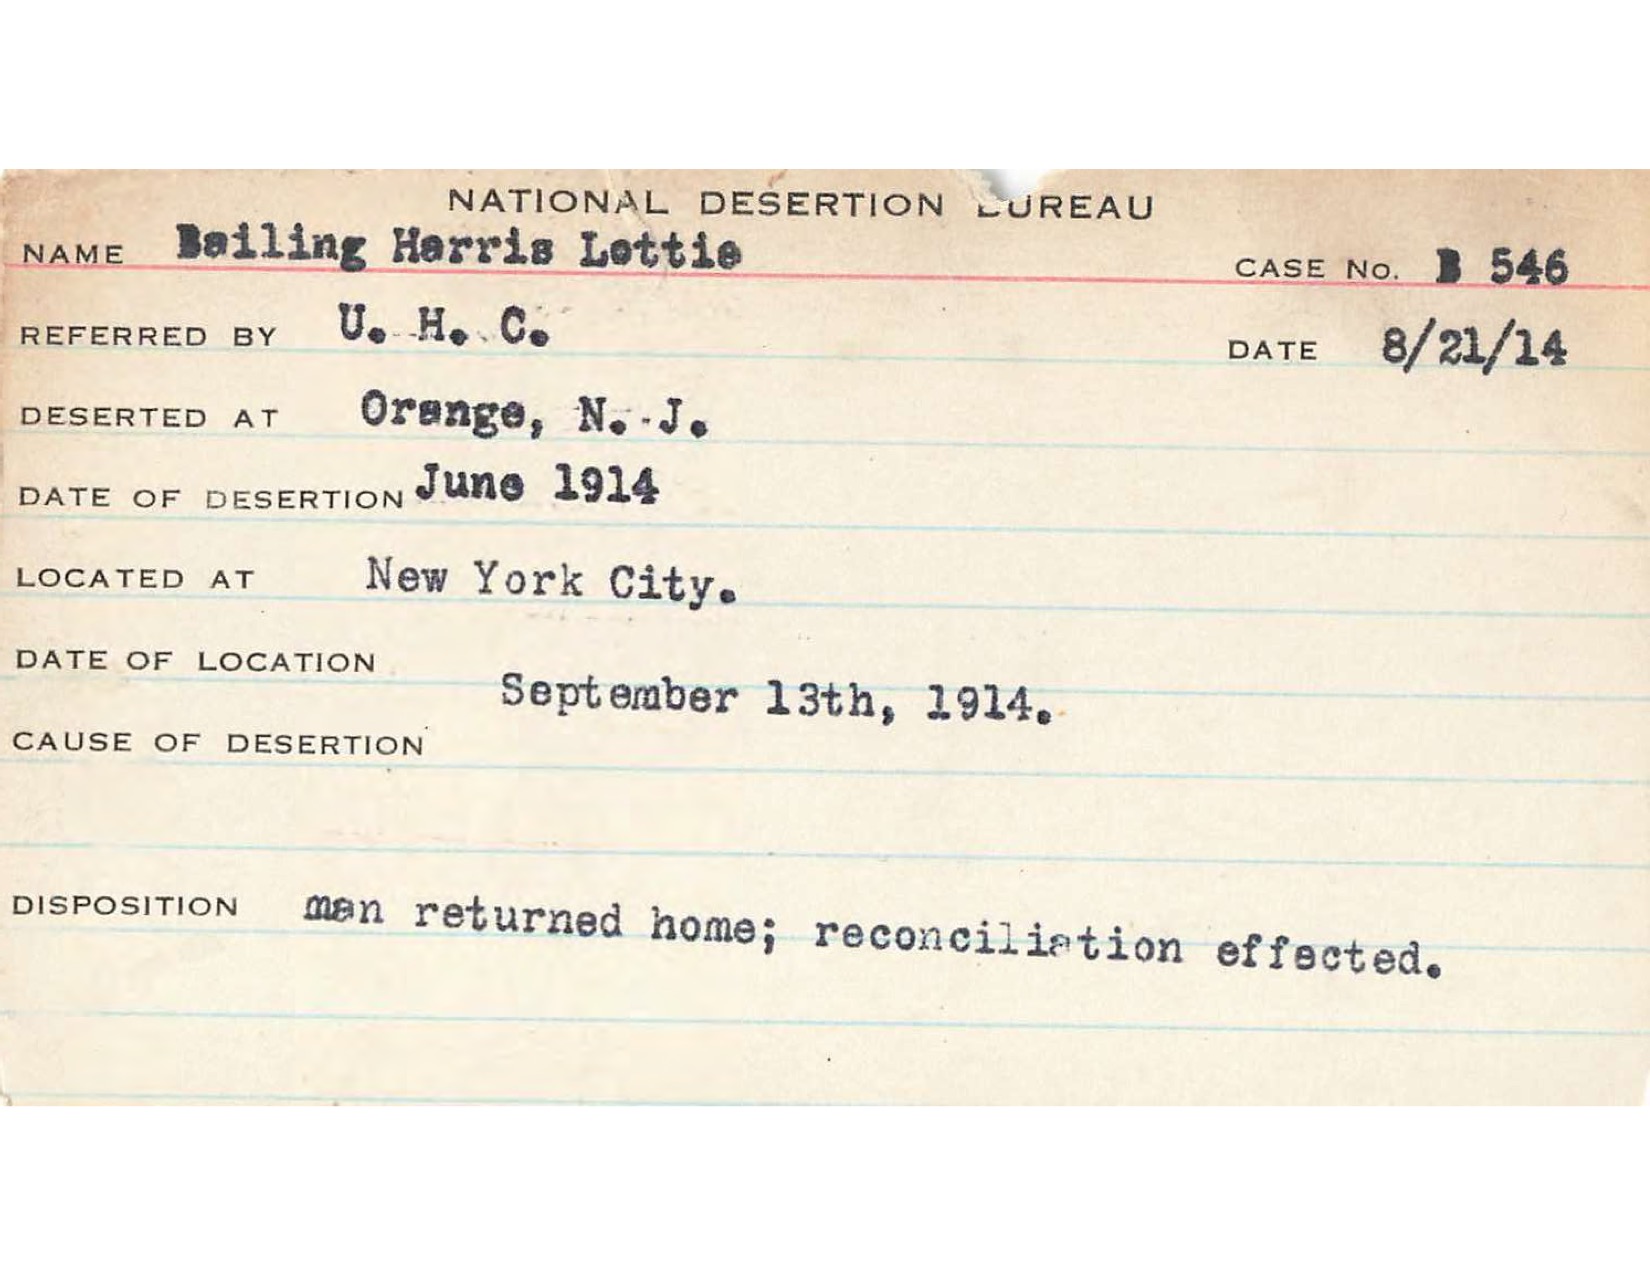 NATIONAL DESERTION BUREAU
NAME Bailing Harris Lottie CASE No. B 546
REFERRED BY U. H. C. DATE 8/21/14
DESERTED AT Orange, N. J.
DATE OF DESERTION June 1914
LOCATED AT New York City.
DATE OF LOCATION
September 13th, 1914.
CAUSE OF DESERTION
DISPOSITION man returned home; reconciliation effected.